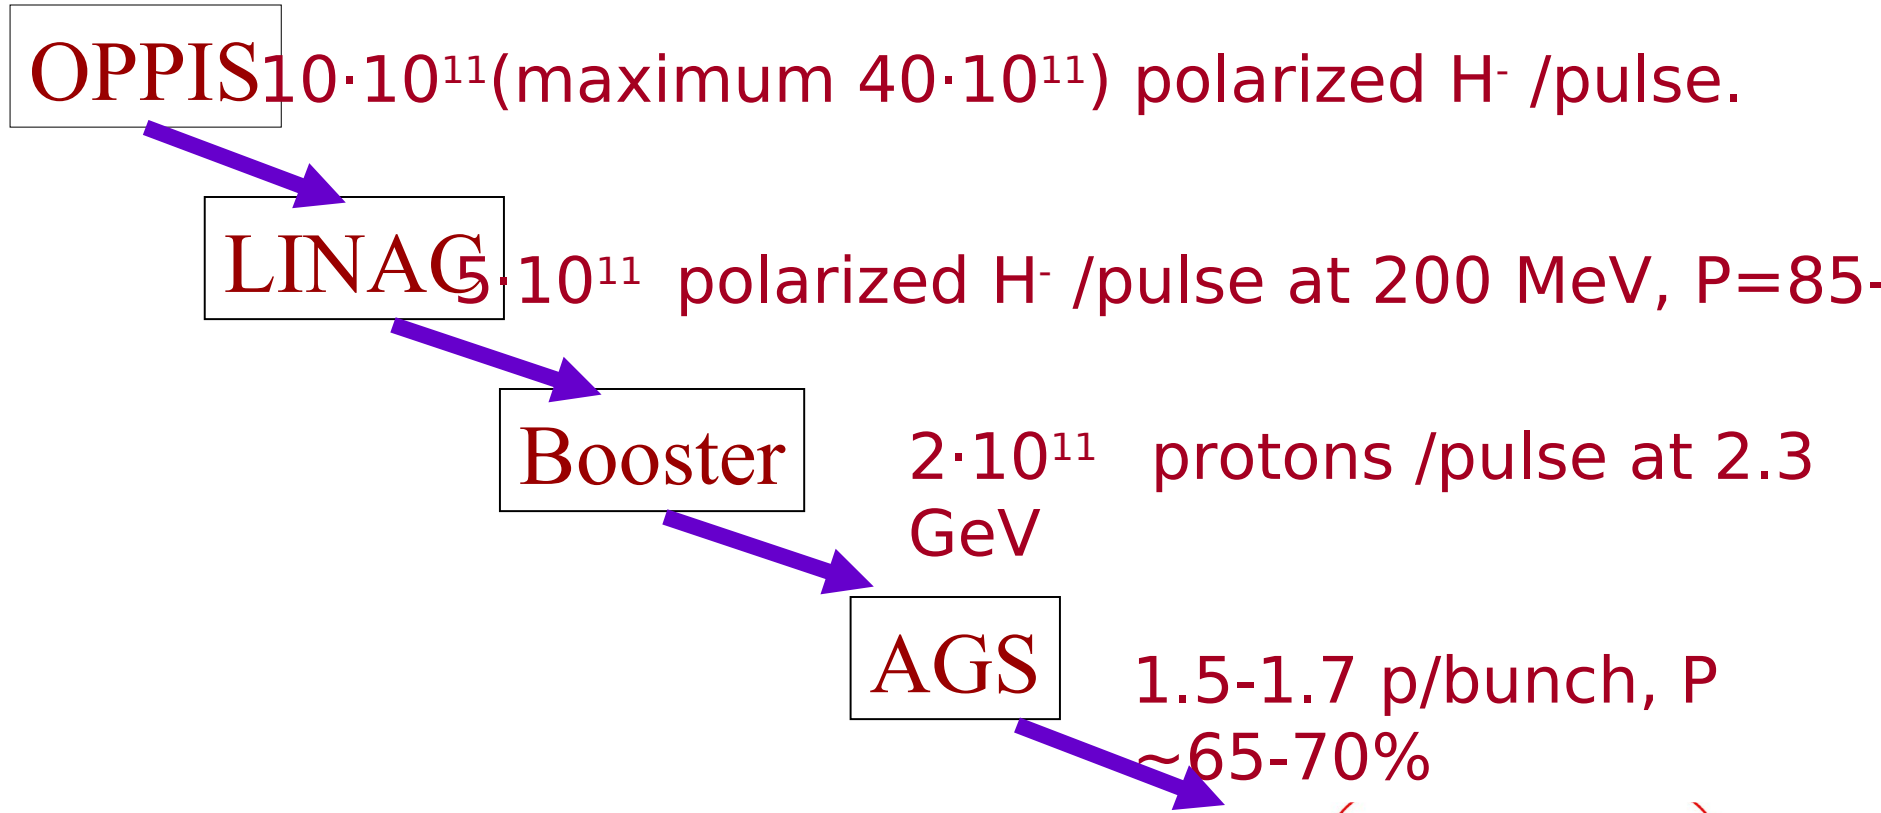 OPPIS 10·10¹¹(maximum 40·10¹¹) polarized H⁻ /pulse.
LINAC 5·10¹¹ polarized H⁻ /pulse at 200 MeV, P=85-
Booster 2·10¹¹ protons /pulse at 2.3
GeV
AGS 1.5-1.7 p/bunch, P
~65-70%